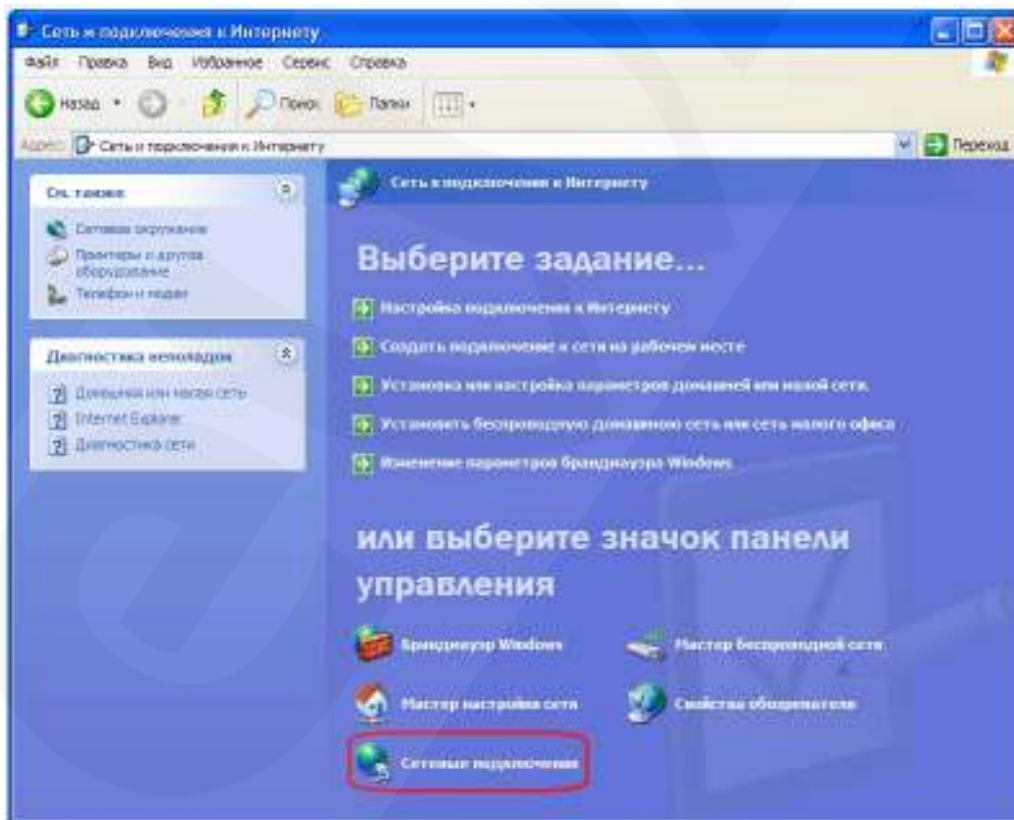 Сеть и подключения к Интернету
Файл Правка Вид Избранное Сервис Справка
Назад Поиск Папки
Адрес: Сеть и подключения к Интернету Переход
См. также
Сетевое окружение
Принтеры и другое
оборудование
Телефон и модем
Диагностика неполадок
Домашняя или малая сеть
Internet Explorer
Диагностика сети
Сеть и подключения к Интернету
Выберите задание...
Настройка подключения к Интернету
Создать подключение к сети на рабочем месте
Установка или настройка параметров домашней или малой сети.
Установить беспроводную домашнюю сеть или сеть малого офиса
Изменение параметров брандмауэра Windows
или выберите значок панели
управления
Брандмауэр Windows Мастер беспроводной сети
Мастер настройки сети Свойства обозревателя
Сетевые подключения